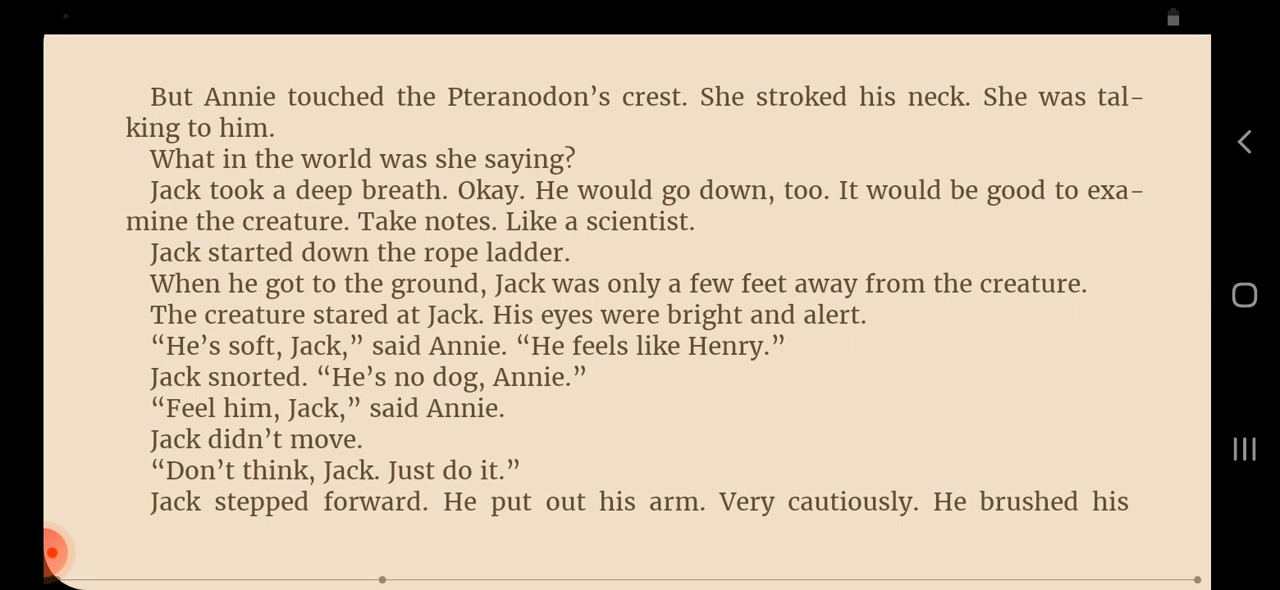 But Annie touched the Pteranodon’s crest. She stroked his neck. She was tal-
king to him.
What in the world was she saying?
Jack took a deep breath. Okay. He would go down, too. It would be good to exa-
mine the creature. Take notes. Like a scientist.
Jack started down the rope ladder.
When he got to the ground, Jack was only a few feet away from the creature.
The creature stared at Jack. His eyes were bright and alert.
“He’s soft, Jack,” said Annie. “He feels like Henry.”
Jack snorted. “He’s no dog, Annie.”
“Feel him, Jack,” said Annie.
Jack didn’t move.
“Don’t think, Jack. Just do it.”
Jack stepped forward. He put out his arm. Very cautiously. He brushed his